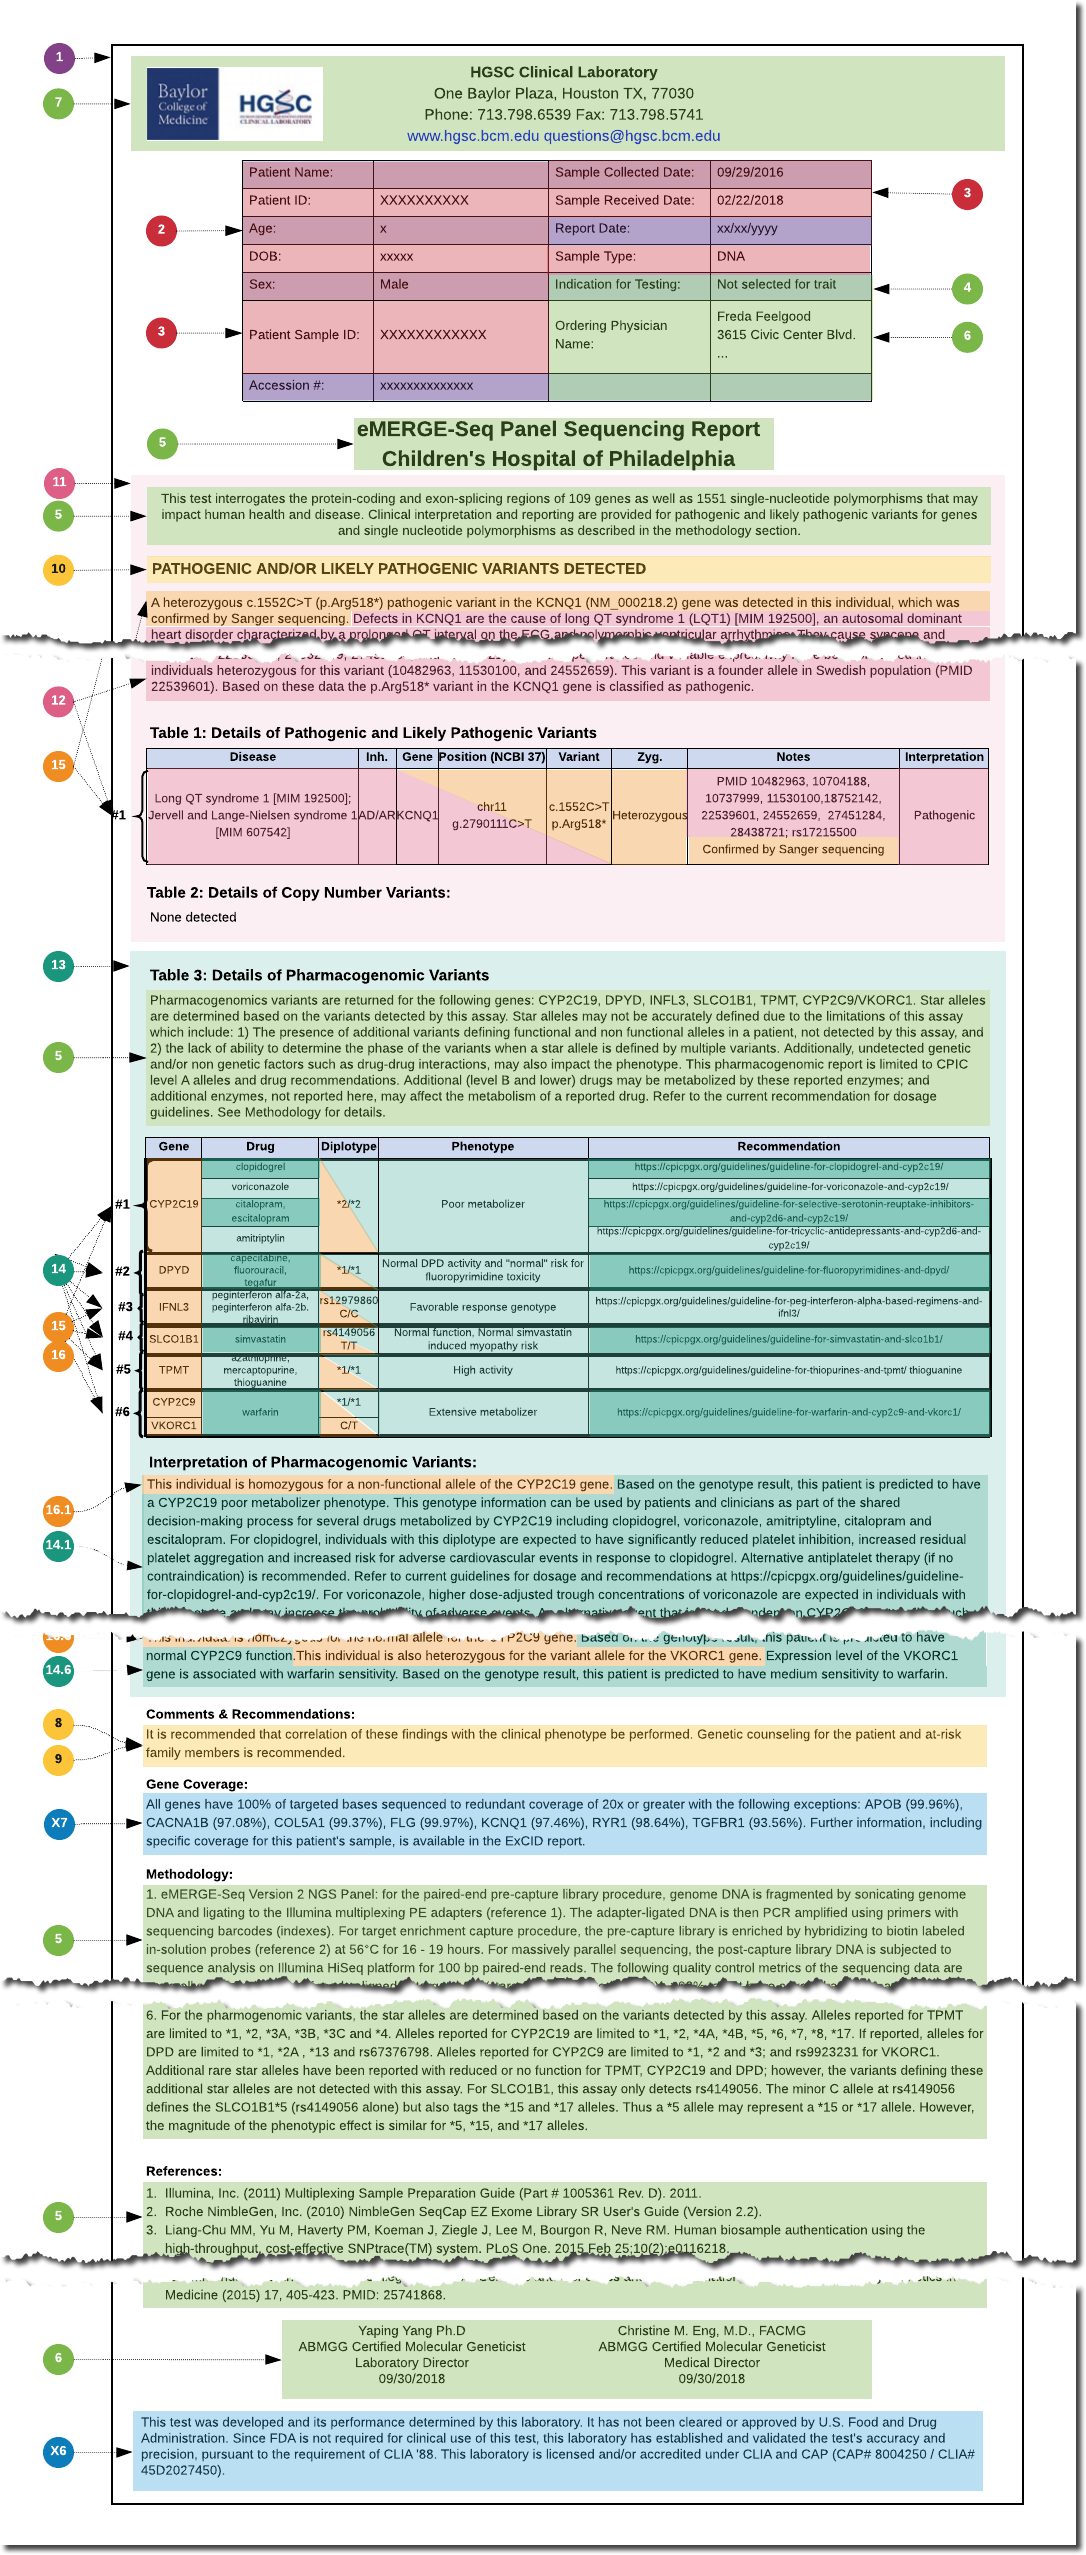 1
7
Baylor
College of
Medicine
HGSC
CLINICAL LABORATORY
HGSC Clinical Laboratory
One Baylor Plaza, Houston TX, 77030
Phone: 713.798.6539 Fax: 713.798.5741
www.hgsc.bcm.edu questions@hgsc.bcm.edu
Patient Name: Sample Collected Date: 09/29/2016
3
Patient ID: XXXXXXXXXX Sample Received Date: 02/22/2018
2
Age: x Report Date: xx/xx/yyyy
DOB: xxxxx Sample Type: DNA
Sex: Male Indication for Testing: Not selected for trait
4
3
Patient Sample ID: XXXXXXXXXXXX Ordering Physician Name: Freda Feelgood
3615 Civic Center Blvd.
...
6
Accession #: xxxxxxxxxxxxxx
5
eMERGE-Seq Panel Sequencing Report
Children's Hospital of Philadelphia
11
5
This test interrogates the protein-coding and exon-splicing regions of 109 genes as well as 1551 single-nucleotide polymorphisms that may
impact human health and disease. Clinical interpretation and reporting are provided for pathogenic and likely pathogenic variants for genes
and single nucleotide polymorphisms as described in the methodology section.
10
PATHOGENIC AND/OR LIKELY PATHOGENIC VARIANTS DETECTED
A heterozygous c.1552C>T (p.Arg518*) pathogenic variant in the KCNQ1 (NM_000218.2) gene was detected in this individual, which was
confirmed by Sanger sequencing. Defects in KCNQ1 are the cause of long QT syndrome 1 (LQT1) [MIM 192500], an autosomal dominant
heart disorder characterized by a prolonged QT interval on the ECG and polymorphic ventricular arrhythmias. They cause syncope and
individuals heterozygous for this variant (10482963, 11530100, and 24552659). This variant is a founder allele in Swedish population (PMID
22539601). Based on these data the p.Arg518* variant in the KCNQ1 gene is classified as pathogenic.
12
15
Table 1: Details of Pathogenic and Likely Pathogenic Variants
Disease Inh. Gene Position (NCBI 37) Variant Zyg. Notes Interpretation
#1
Long QT syndrome 1 [MIM 192500];
Jervell and Lange-Nielsen syndrome 1
[MIM 607542]
AD/AR
KCNQ1
chr11
g.2790111C>T
c.1552C>T
p.Arg518*
Heterozygous
PMID 10482963, 10704188,
10737999, 11530100,18752142,
22539601, 24552659, 27451284,
28438721; rs17215500
Confirmed by Sanger sequencing
Pathogenic
Table 2: Details of Copy Number Variants:
None detected
13
Table 3: Details of Pharmacogenomic Variants
5
Pharmacogenomics variants are returned for the following genes: CYP2C19, DPYD, INFL3, SLCO1B1, TPMT, CYP2C9/VKORC1. Star alleles
are determined based on the variants detected by this assay. Star alleles may not be accurately defined due to the limitations of this assay
which include: 1) The presence of additional variants defining functional and non functional alleles in a patient, not detected by this assay, and
2) the lack of ability to determine the phase of the variants when a star allele is defined by multiple variants. Additionally, undetected genetic
and/or non genetic factors such as drug-drug interactions, may also impact the phenotype. This pharmacogenomic report is limited to CPIC
level A alleles and drug recommendations. Additional (level B and lower) drugs may be metabolized by these reported enzymes; and
additional enzymes, not reported here, may affect the metabolism of a reported drug. Refer to the current recommendation for dosage
guidelines. See Methodology for details.
Gene Drug Diplotype Phenotype Recommendation
#1
CYP2C19
clopidogrel
voriconazole
citalopram,
escitalopram
amitriptylin
*2/*2
Poor metabolizer
https://cpicpgx.org/guidelines/guideline-for-clopidogrel-and-cyp2c19/
https://cpicpgx.org/guidelines/guideline-for-voriconazole-and-cyp2c19/
https://cpicpgx.org/guidelines/guideline-for-selective-serotonin-reuptake-inhibitors-
and-cyp2d6-and-cyp2c19/
https://cpicpgx.org/guidelines/guideline-for-tricyclic-antidepressants-and-cyp2d6-and-
cyp2c19/
14
#2
DPYD
capecitabine,
fluorouracil,
tegafur
*1/*1
Normal DPD activity and "normal" risk for
fluoropyrimidine toxicity
https://cpicpgx.org/guidelines/guideline-for-fluoropyrimidines-and-dpyd/
#3
IFNL3
peginterferon alfa-2a,
peginterferon alfa-2b.
ribavirin
rs12979860
C/C
Favorable response genotype
https://cpicpgx.org/guidelines/guideline-for-peg-interferon-alpha-based-regimens-and-
ifnl3/
15
#4
SLCO1B1
simvastatin
rs4149056
T/T
Normal function, Normal simvastatin
induced myopathy risk
https://cpicpgx.org/guidelines/guideline-for-simvastatin-and-slco1b1/
16
#5
TPMT
azathioprine,
mercaptopurine,
thioguanine
*1/*1
High activity
https://cpicpgx.org/guidelines/guideline-for-thiopurines-and-tpmt/ thioguanine
#6
CYP2C9
VKORC1
warfarin
*1/*1
C/T
Extensive metabolizer
https://cpicpgx.org/guidelines/guideline-for-warfarin-and-cyp2c9-and-vkorc1/
Interpretation of Pharmacogenomic Variants:
16.1
14.1
This individual is homozygous for a non-functional allele of the CYP2C19 gene. Based on the genotype result, this patient is predicted to have
a CYP2C19 poor metabolizer phenotype. This genotype information can be used by patients and clinicians as part of the shared
decision-making process for several drugs metabolized by CYP2C19 including clopidogrel, voriconazole, amitriptyline, citalopram and
escitalopram. For clopidogrel, individuals with this diplotype are expected to have significantly reduced platelet inhibition, increased residual
platelet aggregation and increased risk for adverse cardiovascular events in response to clopidogrel. Alternative antiplatelet therapy (if no
contraindication) is recommended. Refer to current guidelines for dosage and recommendations at https://cpicpgx.org/guidelines/guideline-
for-clopidogrel-and-cyp2c19/. For voriconazole, higher dose-adjusted trough concentrations of voriconazole are expected in individuals with
This individual is homozygous for the normal allele for the CYP2C9 gene. Based on the genotype result, this patient is predicted to have
14.6
normal CYP2C9 function.This individual is also heterozygous for the variant allele for the VKORC1 gene. Expression level of the VKORC1
gene is associated with warfarin sensitivity. Based on the genotype result, this patient is predicted to have medium sensitivity to warfarin.
8
9
Comments & Recommendations:
It is recommended that correlation of these findings with the clinical phenotype be performed. Genetic counseling for the patient and at-risk
family members is recommended.
Gene Coverage:
X7
All genes have 100% of targeted bases sequenced to redundant coverage of 20x or greater with the following exceptions: APOB (99.96%),
CACNA1B (97.08%), COL5A1 (99.37%), FLG (99.97%), KCNQ1 (97.46%), RYR1 (98.64%), TGFBR1 (93.56%). Further information, including
specific coverage for this patient's sample, is available in the ExCID report.
Methodology:
5
1. eMERGE-Seq Version 2 NGS Panel: for the paired-end pre-capture library procedure, genome DNA is fragmented by sonicating genome
DNA and ligating to the Illumina multiplexing PE adapters (reference 1). The adapter-ligated DNA is then PCR amplified using primers with
sequencing barcodes (indexes). For target enrichment capture procedure, the pre-capture library is enriched by hybridizing to biotin labeled
in-solution probes (reference 2) at 56°C for 16 - 19 hours. For massively parallel sequencing, the post-capture library DNA is subjected to
sequence analysis on Illumina HiSeq platform for 100 bp paired-end reads. The following quality control metrics of the sequencing data are
6. For the pharmogenomic variants, the star alleles are determined based on the variants detected by this assay. Alleles reported for TPMT
are limited to *1, *2, *3A, *3B, *3C and *4. Alleles reported for CYP2C19 are limited to *1, *2, *4A, *4B, *5, *6, *7, *8, *17. If reported, alleles for
DPD are limited to *1, *2A , *13 and rs67376798. Alleles reported for CYP2C9 are limited to *1, *2 and *3; and rs9923231 for VKORC1.
Additional rare star alleles have been reported with reduced or no function for TPMT, CYP2C19 and DPD; however, the variants defining these
additional star alleles are not detected with this assay. For SLCO1B1, this assay only detects rs4149056. The minor C allele at rs4149056
defines the SLCO1B1*5 (rs4149056 alone) but also tags the *15 and *17 alleles. Thus a *5 allele may represent a *15 or *17 allele. However,
the magnitude of the phenotypic effect is similar for *5, *15, and *17 alleles.
References:
5
1. Illumina, Inc. (2011) Multiplexing Sample Preparation Guide (Part # 1005361 Rev. D). 2011.
2. Roche NimbleGen, Inc. (2010) NimbleGen SeqCap EZ Exome Library SR User's Guide (Version 2.2).
3. Liang-Chu MM, Yu M, Haverty PM, Koeman J, Ziegle J, Lee M, Bourgon R, Neve RM. Human biosample authentication using the
high-throughput, cost-effective SNPtrace(TM) system. PLoS One. 2015 Feb 25;10(2):e0116218.
Medicine (2015) 17, 405-423. PMID: 25741868.
6
Yaping Yang Ph.D Christine M. Eng, M.D., FACMG
ABMGG Certified Molecular Geneticist ABMGG Certified Molecular Geneticist
Laboratory Director Medical Director
09/30/2018 09/30/2018
X6
This test was developed and its performance determined by this laboratory. It has not been cleared or approved by U.S. Food and Drug
Administration. Since FDA is not required for clinical use of this test, this laboratory has established and validated the test's accuracy and
precision, pursuant to the requirement of CLIA '88. This laboratory is licensed and/or accredited under CLIA and CAP (CAP# 8004250 / CLIA#
45D2027450).